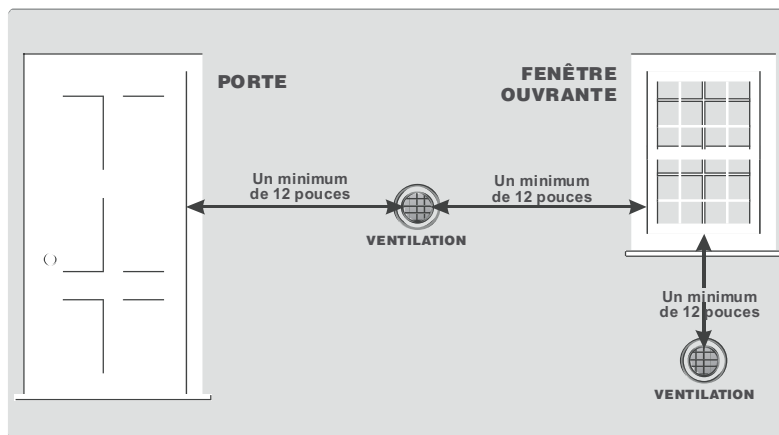 PORTE
FENÊTRE
OUVRANTE
Un minimum
de 12 pouces
Un minimum
de 12 pouces
VENTILATION
Un minimum
de 12 pouces
VENTILATION